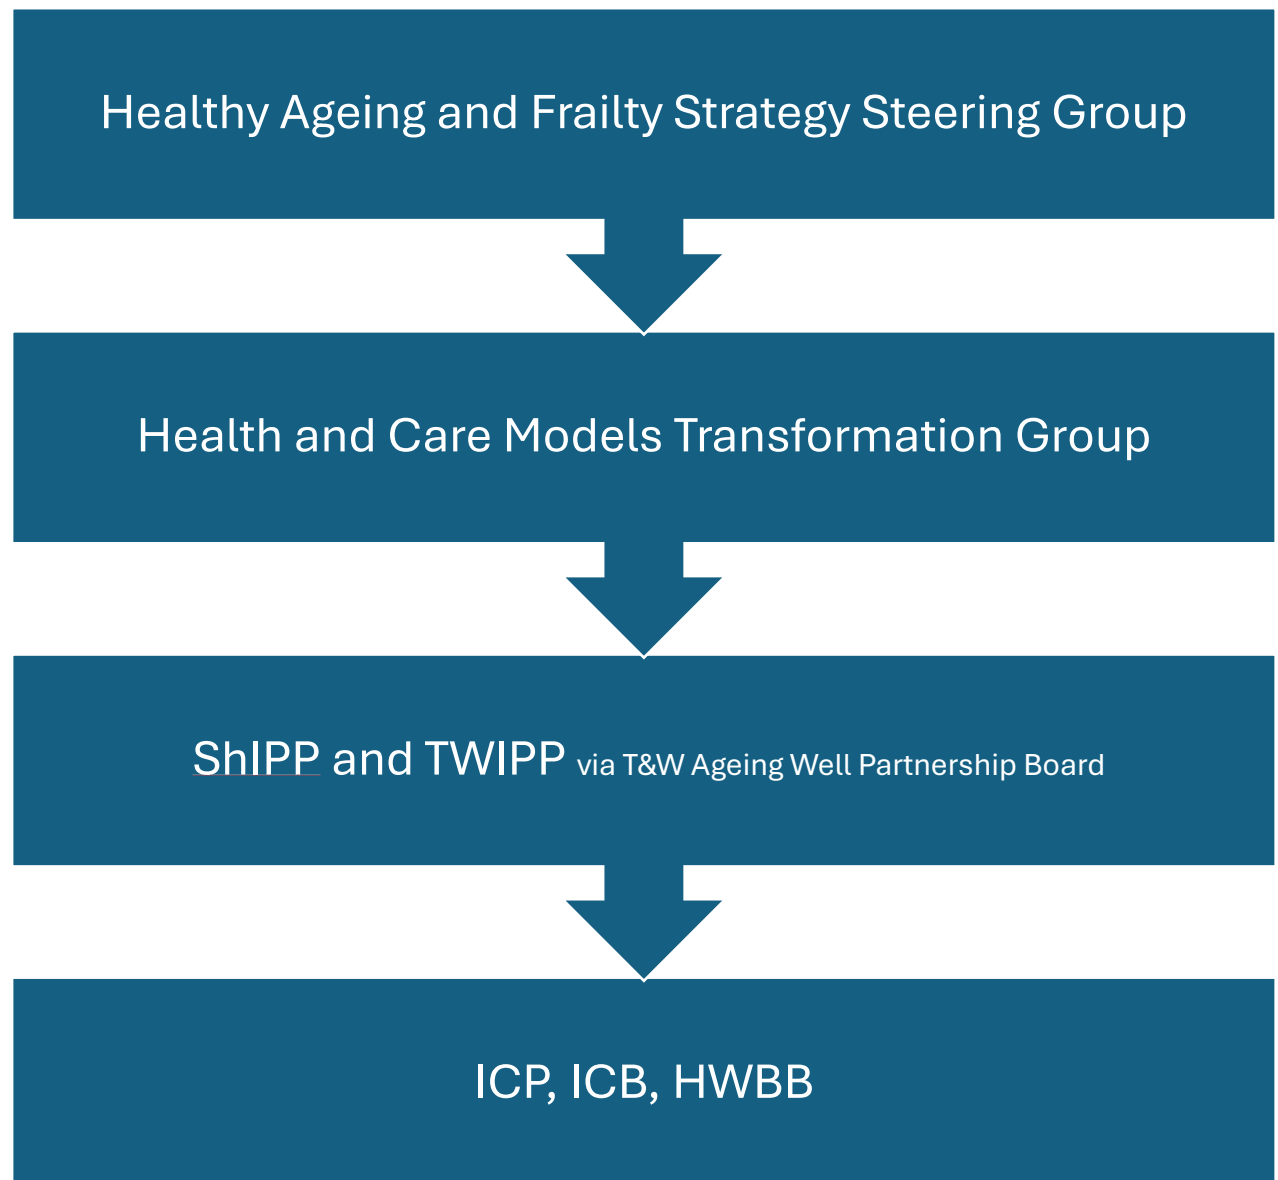 Healthy Ageing and Frailty Strategy Steering Group
Health and Care Models Transformation Group
ShIPP and TWIPP via T&W Ageing Well Partnership Board
ICP, ICB, HWBB